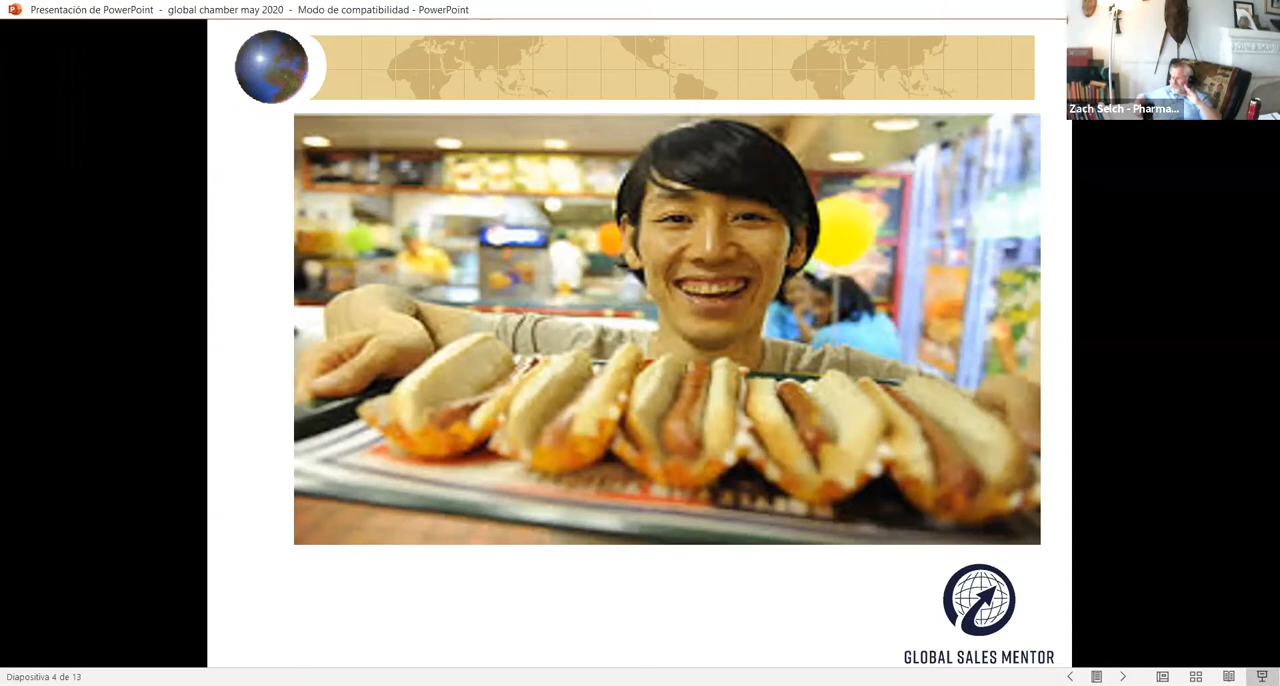 Presentación de PowerPoint - global chamber may 2020 - Modo de compatibilidad - PowerPoint
Zach Selch - Pharma...
GLOBAL SALES MENTOR
Diapositiva 4 de 13